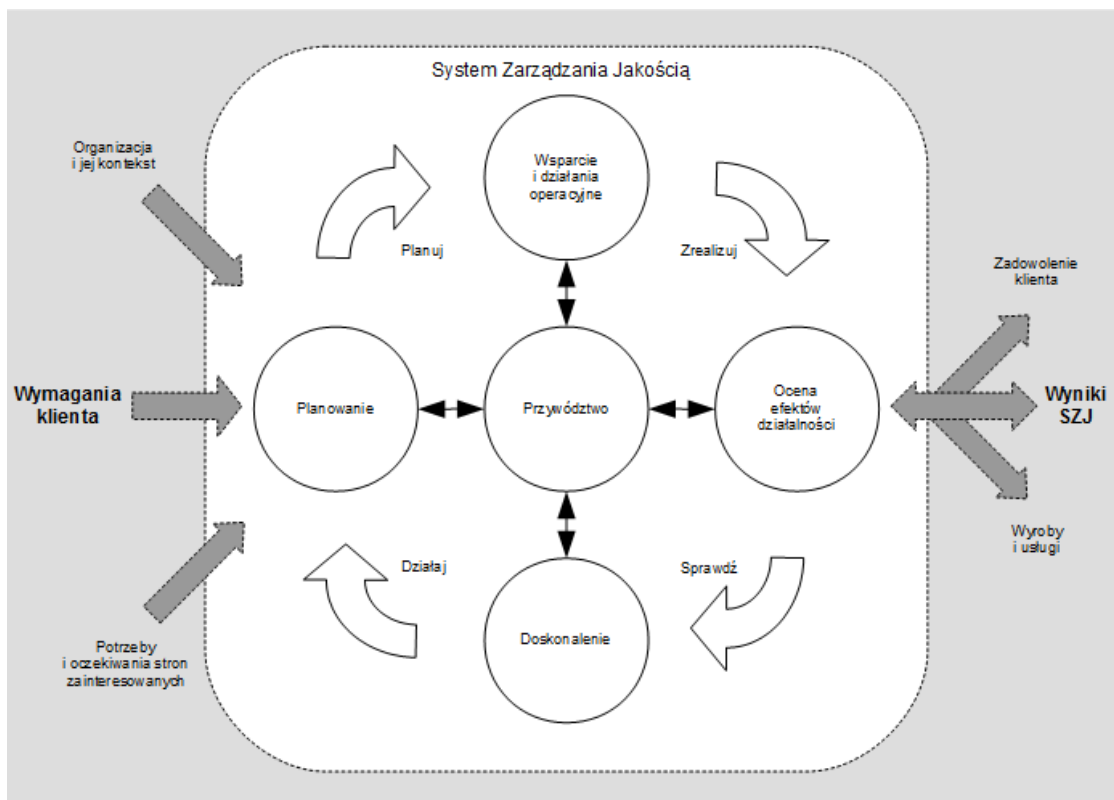 System Zarządzania Jakością
Organizacja
i jej kontekst
Wsparcie
i działania
operacyjne
Planuj
Zrealizuj
Zadowolenie
klienta
Wymagania
klienta
Planowanie
Przywództwo
Ocena
efektów
działalności
Wyniki
SZJ
Wyroby
i usługi
Działaj
Sprawdź
Doskonalenie
Potrzeby
i oczekiwania stron
zainteresowanych